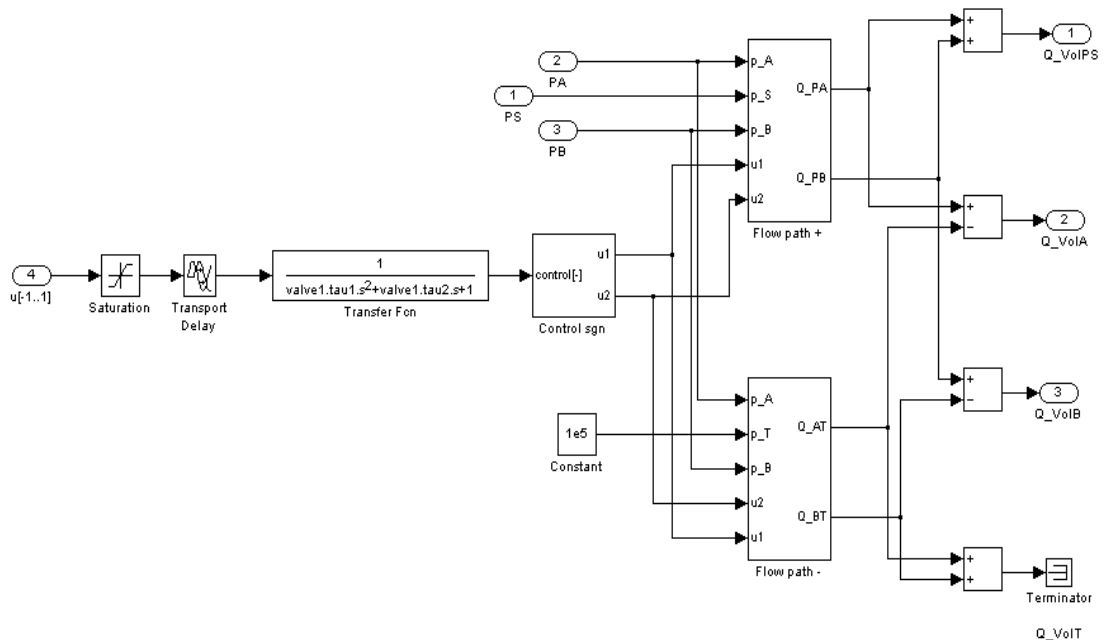 2
PA
1
PS
3
PB
p_A
p_S
p_B
u1
u2
Q_PA
Q_PB
Flow path +
+
+
1
Q_VolPS
+
−
2
Q_VolA
4
u[-1..1]
Saturation
Transport
Delay
1
valve1.tau1.s²+valve1.tau2.s+1
Transfer Fcn
control[-]
u1
u2
Control sgn
1e5
Constant
p_A
p_T
p_B
u2
u1
Q_AT
Q_BT
Flow path -
+
−
3
Q_VolB
+
+
Terminator
Q_VolT